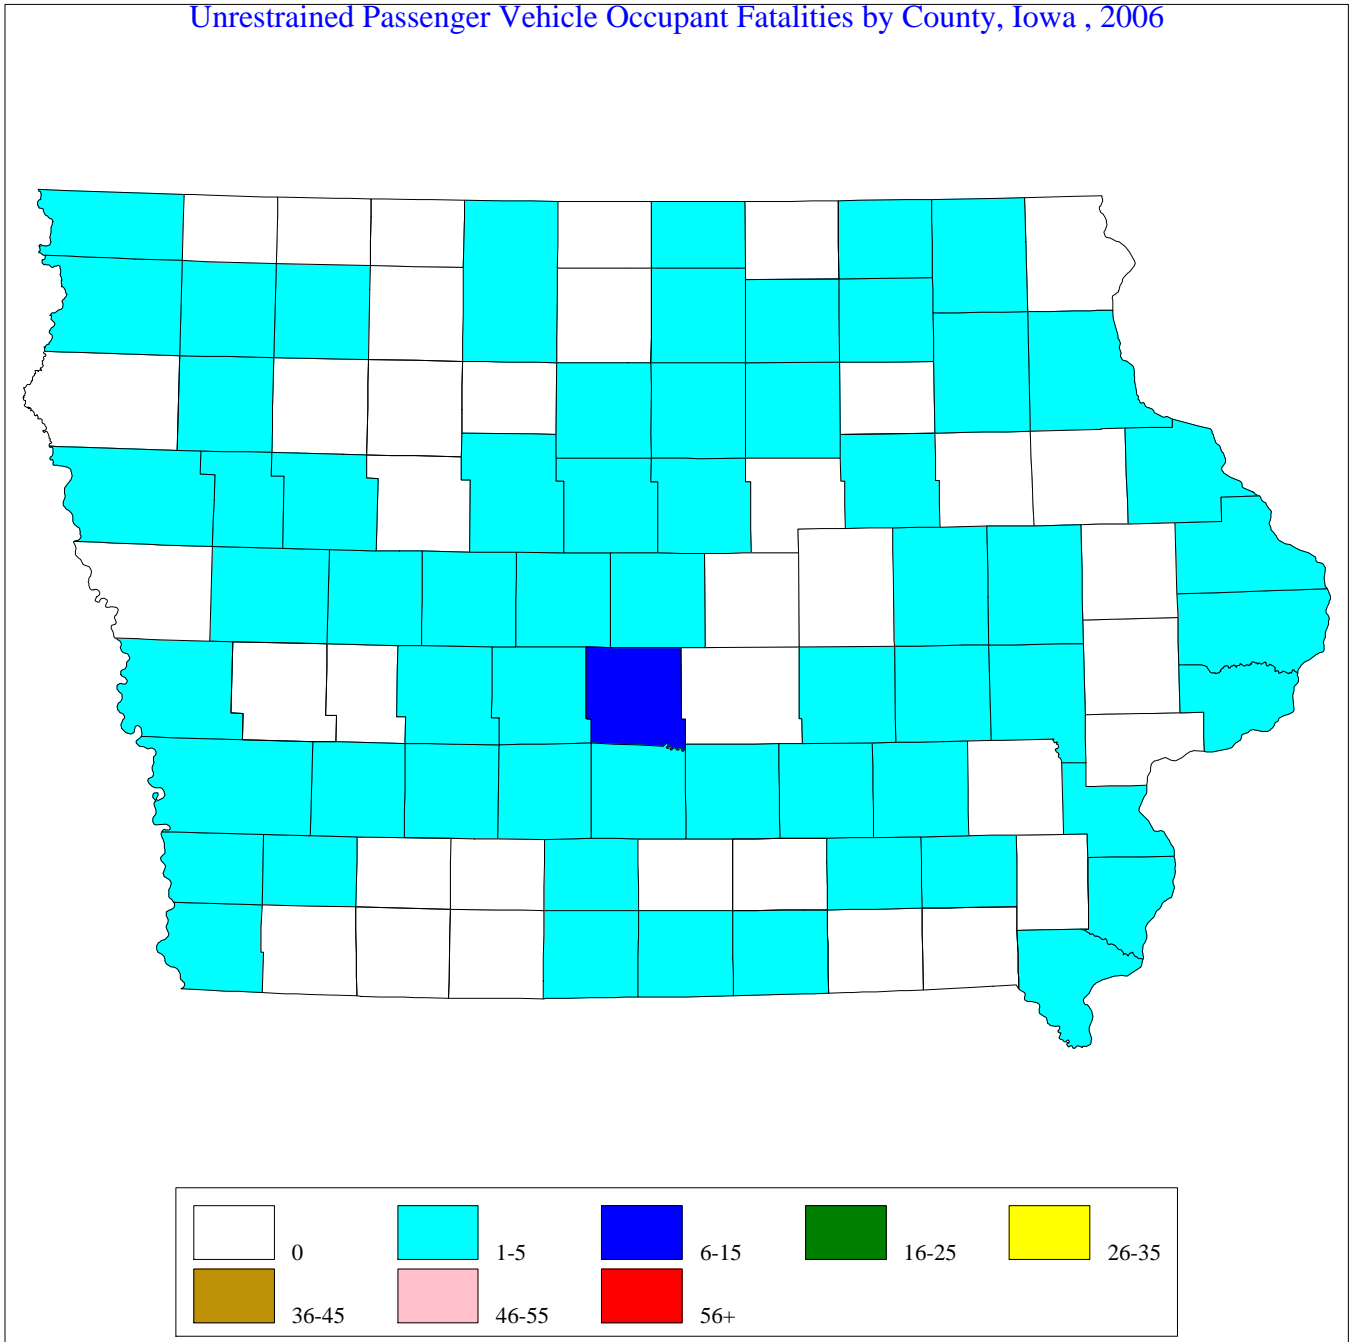 Unrestrained Passenger Vehicle Occupant Fatalities by County, Iowa , 2006
0 1-5 6-15 16-25 26-35
36-45 46-55 56+